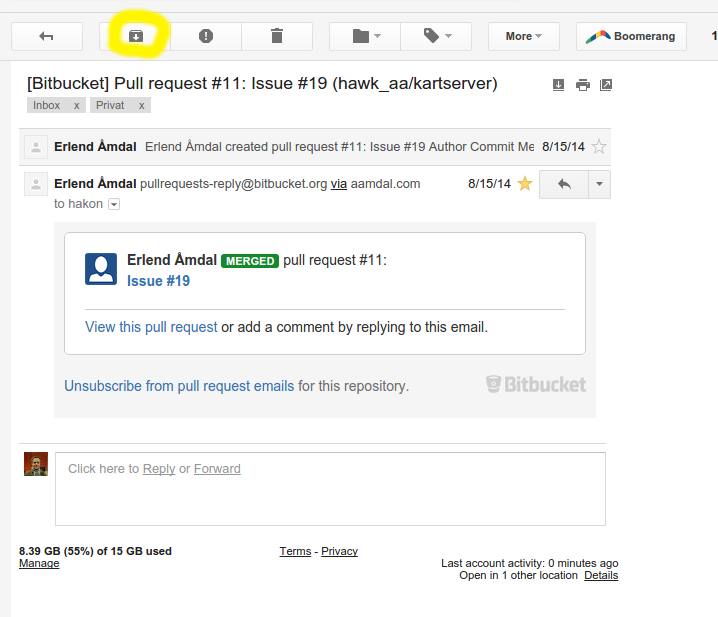 More
Boomerang
1
[Bitbucket] Pull request #11: Issue #19 (hawk_aa/kartserver)
Inbox x Privat x
Erlend Åmdal Erlend Åmdal created pull request #11: Issue #19 Author Commit Me 8/15/14
Erlend Åmdal pullrequests-reply@bitbucket.org via aamdal.com 8/15/14
to hakon
Erlend Åmdal MERGED pull request #11:
Issue #19
View this pull request or add a comment by replying to this email.
Unsubscribe from pull request emails for this repository.
Bitbucket
Click here to Reply or Forward
8.39 GB (55%) of 15 GB used
Manage
Terms - Privacy
Last account activity: 0 minutes ago
Open in 1 other location Details